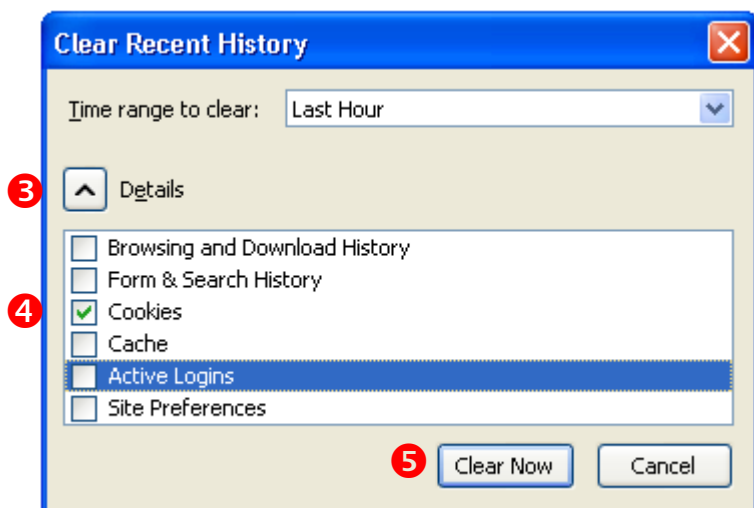 Clear Recent History
Time range to clear: Last Hour
3 Details
Browsing and Download History
Form & Search History
4 Cookies
Cache
Active Logins
Site Preferences
5 Clear Now Cancel